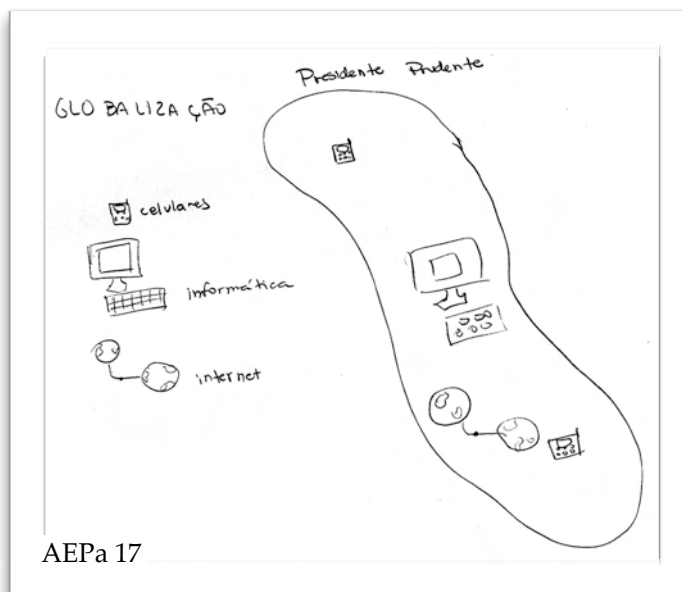 Presidente Prudente
GLOBALIZAÇÃO
celulares
informática
internet
AEPa 17